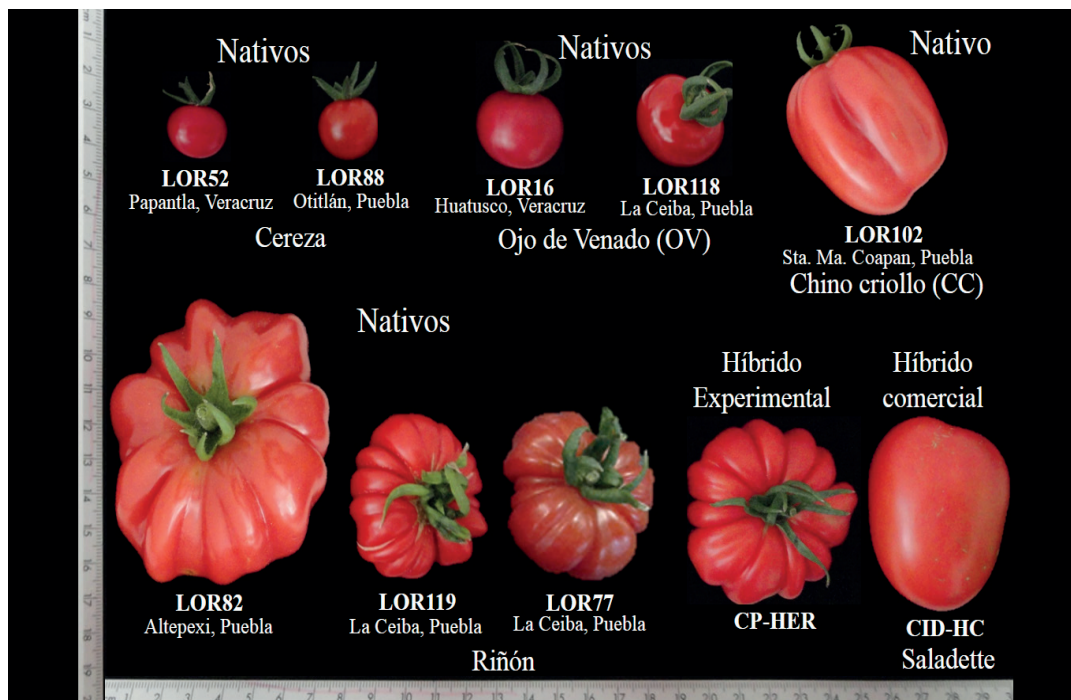 Nativos
LOR52
Papantla, Veracruz
LOR88
Otitlán, Puebla
Cereza
Nativos
LOR16
Huatusco, Veracruz
LOR118
La Ceiba, Puebla
Ojo de Venado (OV)
Nativo
LOR102
Sta. Ma. Coapan, Puebla
Chino criollo (CC)
Nativos
LOR82
Altepexi, Puebla
LOR119
La Ceiba, Puebla
LOR77
La Ceiba, Puebla
Riñón
Híbrido
Experimental
CP-HER
Híbrido
comercial
CID-HC
Saladette